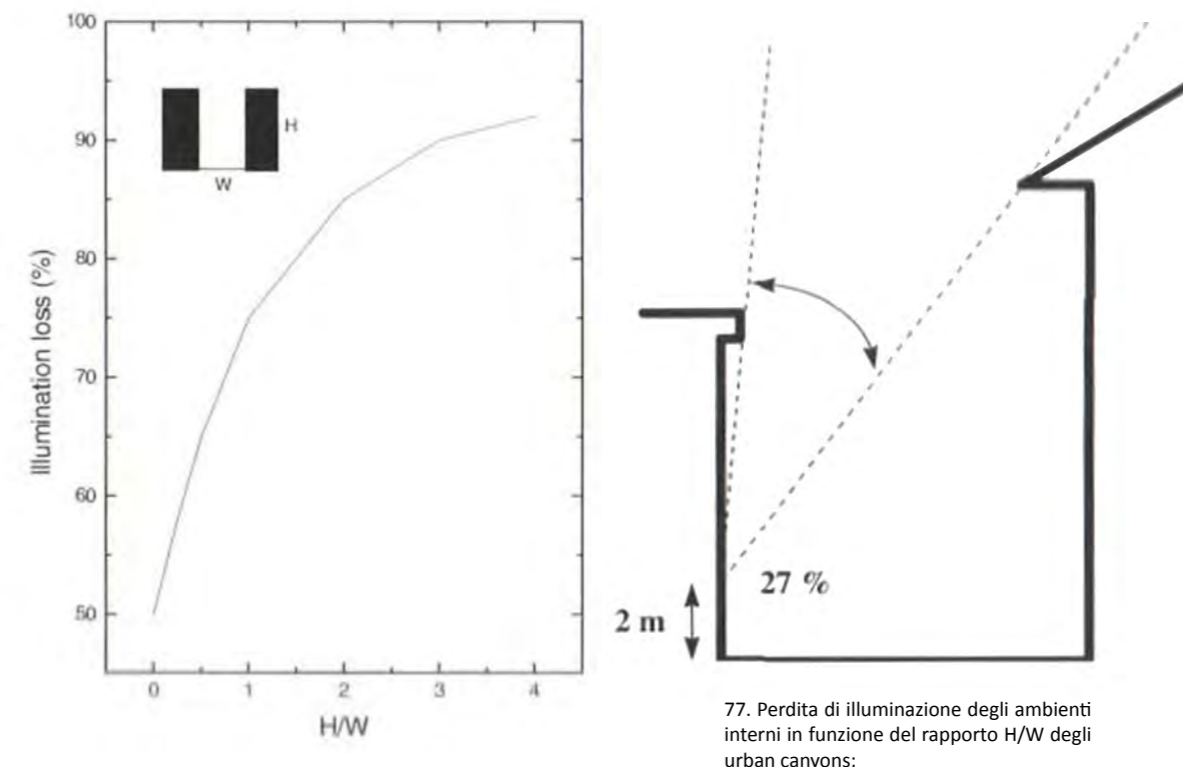 100
90
80
70
60
50
Illumination loss (%)
H
W
0 1 2 3 4
H/W
27 %
2 m
77. Perdita di illuminazione degli ambienti
interni in funzione del rapporto H/W degli
urban canyons: